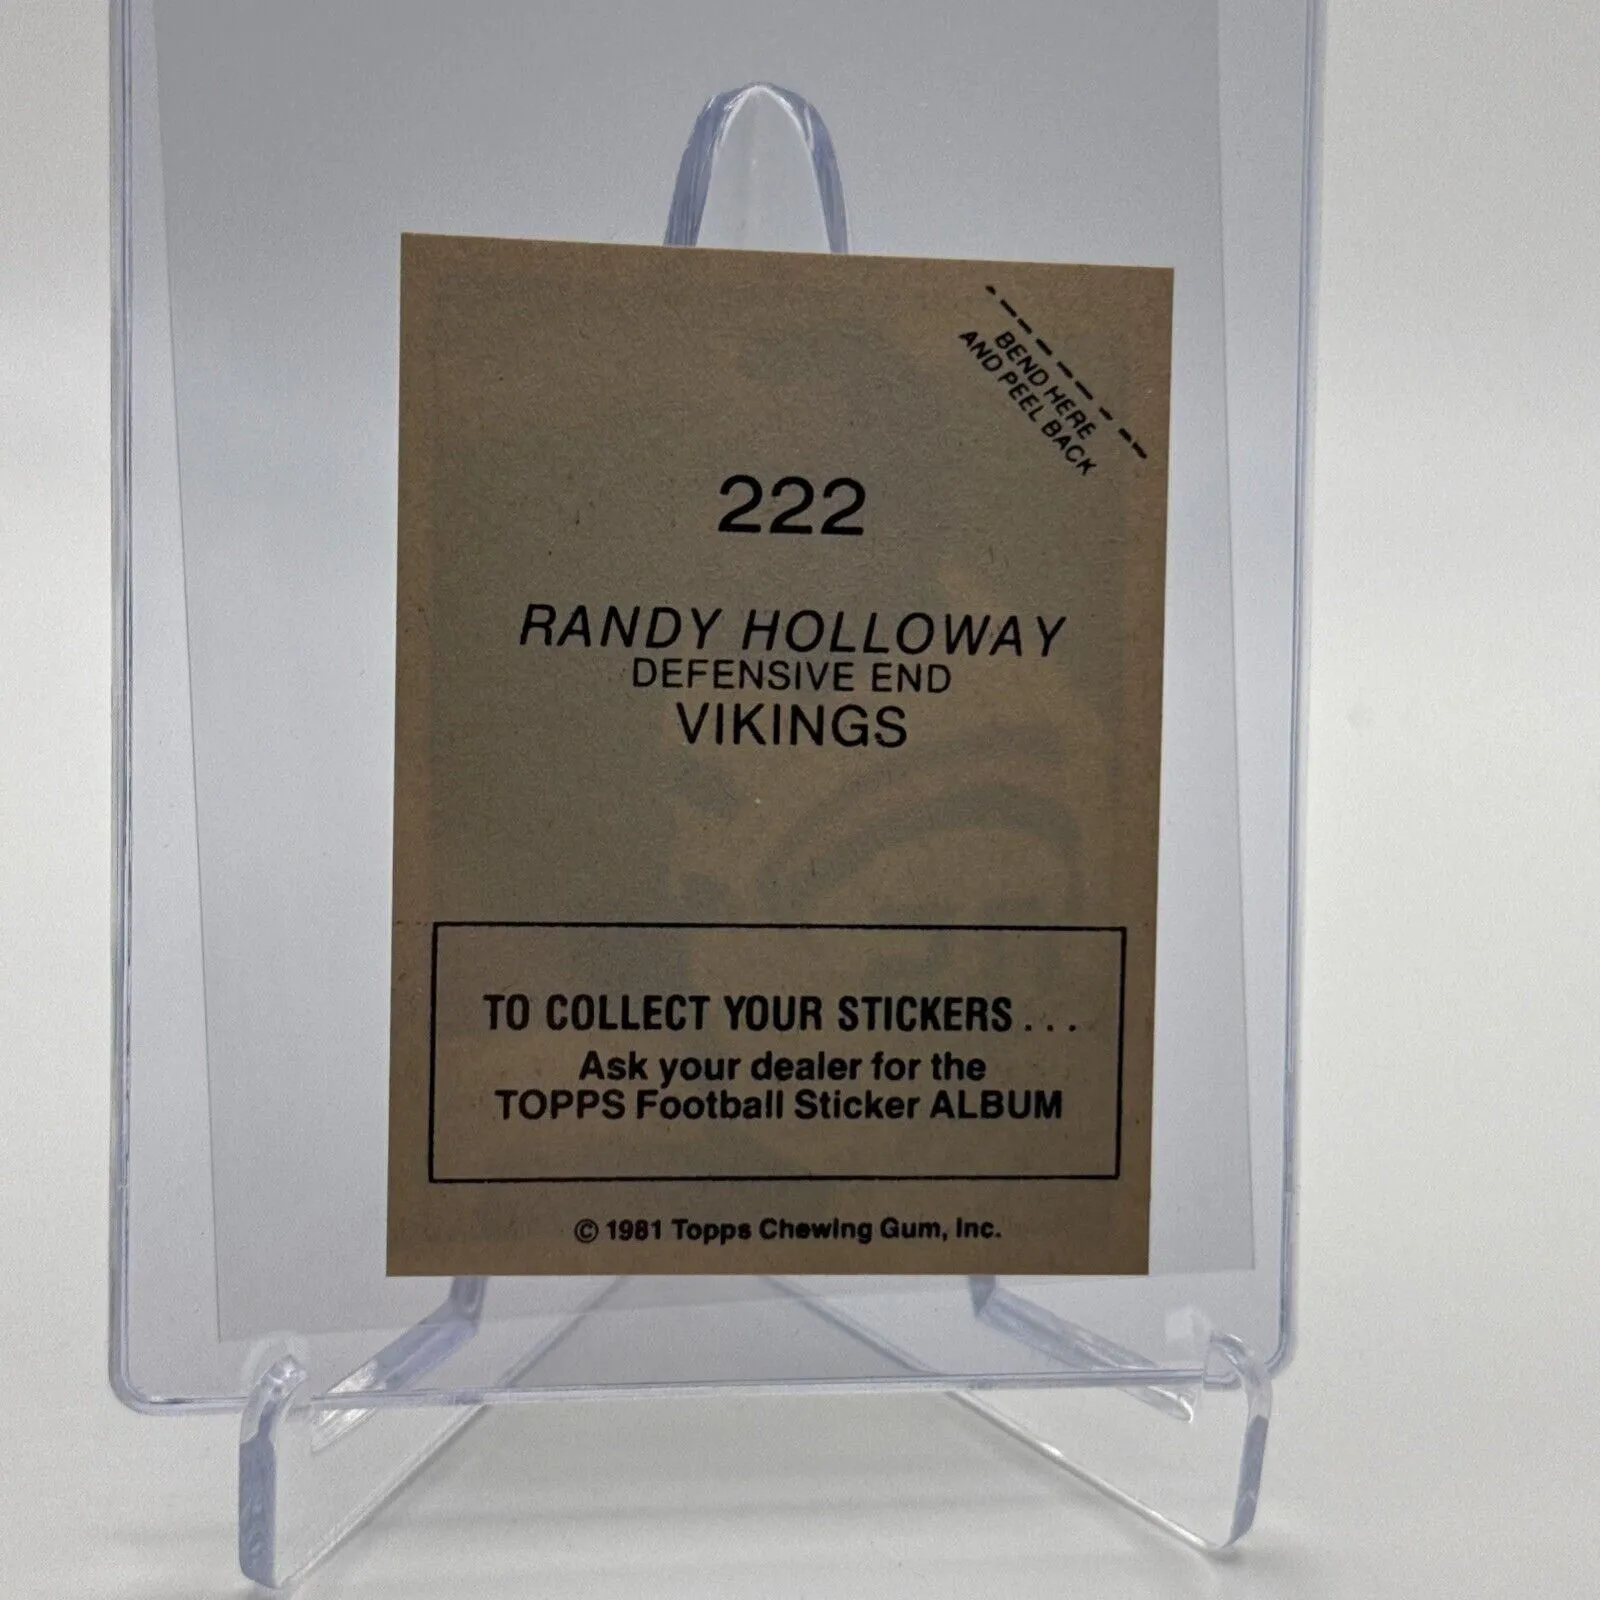 BEND HERE
AND PEEL BACK
222
RANDY HOLLOWAY
DEFENSIVE END
VIKINGS
TO COLLECT YOUR STICKERS...
Ask your dealer for the
TOPPS Football Sticker ALBUM
© 1981 Topps Chewing Gum, Inc.